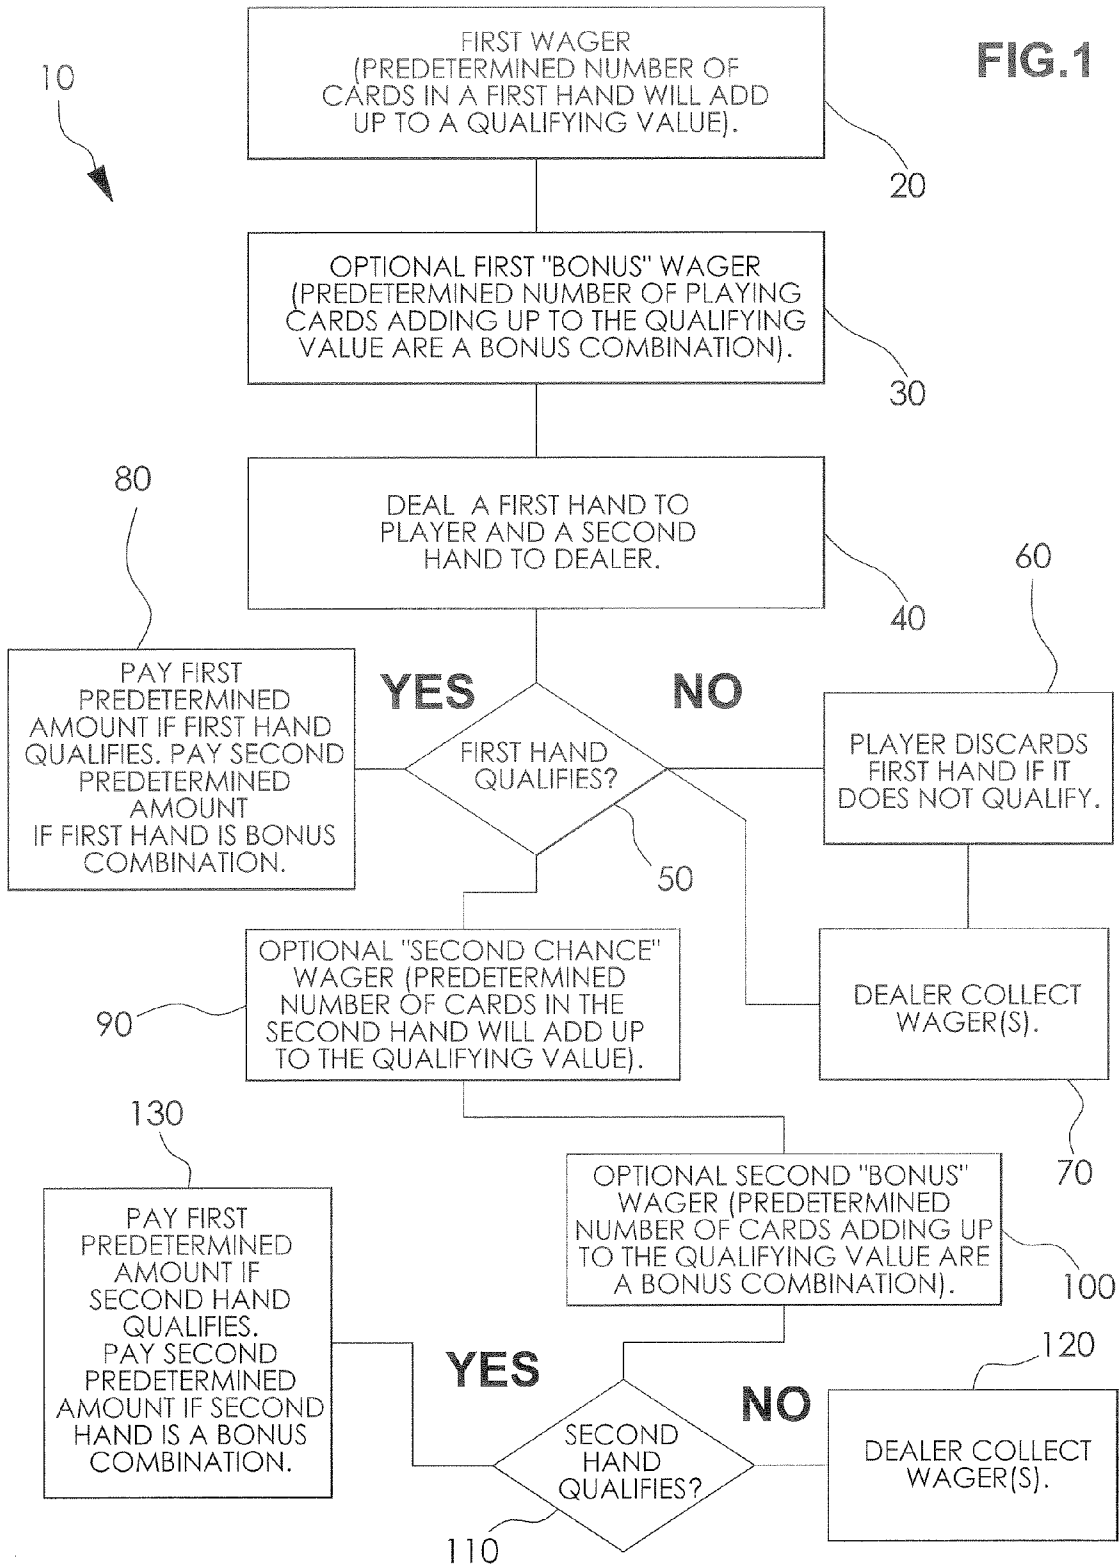 FIG.1
10
FIRST WAGER
(PREDETERMINED NUMBER OF
CARDS IN A FIRST HAND WILL ADD
UP TO A QUALIFYING VALUE).
20
OPTIONAL FIRST "BONUS" WAGER
(PREDETERMINED NUMBER OF PLAYING
CARDS ADDING UP TO THE QUALIFYING
VALUE ARE A BONUS COMBINATION).
30
DEAL A FIRST HAND TO
PLAYER AND A SECOND
HAND TO DEALER.
40
80
PAY FIRST
PREDETERMINED
AMOUNT IF FIRST HAND
QUALIFIES. PAY SECOND
PREDETERMINED
AMOUNT
IF FIRST HAND IS BONUS
COMBINATION.
YES
NO
FIRST HAND
QUALIFIES?
50
60
PLAYER DISCARDS
FIRST HAND IF IT
DOES NOT QUALIFY.
DEALER COLLECT
WAGER(S).
70
OPTIONAL "SECOND CHANCE"
WAGER (PREDETERMINED
NUMBER OF CARDS IN THE
SECOND HAND WILL ADD UP
TO THE QUALIFYING VALUE).
90
OPTIONAL SECOND "BONUS"
WAGER (PREDETERMINED
NUMBER OF CARDS ADDING UP
TO THE QUALIFYING VALUE ARE
A BONUS COMBINATION).
100
130
PAY FIRST
PREDETERMINED
AMOUNT IF
SECOND HAND
QUALIFIES.
PAY SECOND
PREDETERMINED
AMOUNT IF SECOND
HAND IS A BONUS
COMBINATION.
YES
NO
SECOND
HAND
QUALIFIES?
110
120
DEALER COLLECT
WAGER(S).